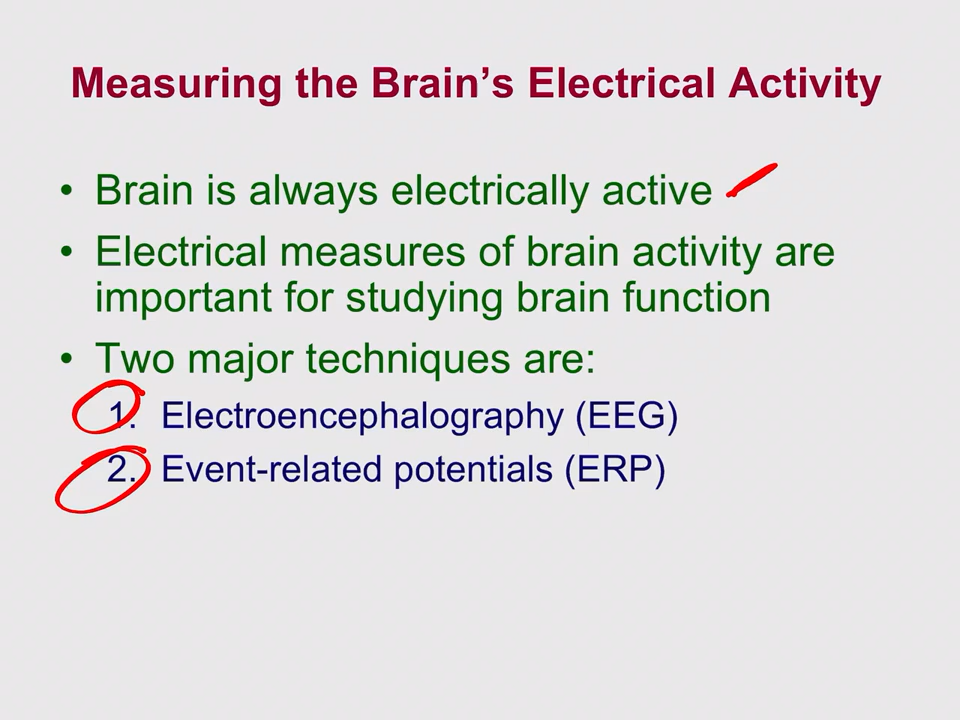 Measuring the Brain’s Electrical Activity
• Brain is always electrically active
• Electrical measures of brain activity are
important for studying brain function
• Two major techniques are:
1. Electroencephalography (EEG)
2. Event-related potentials (ERP)